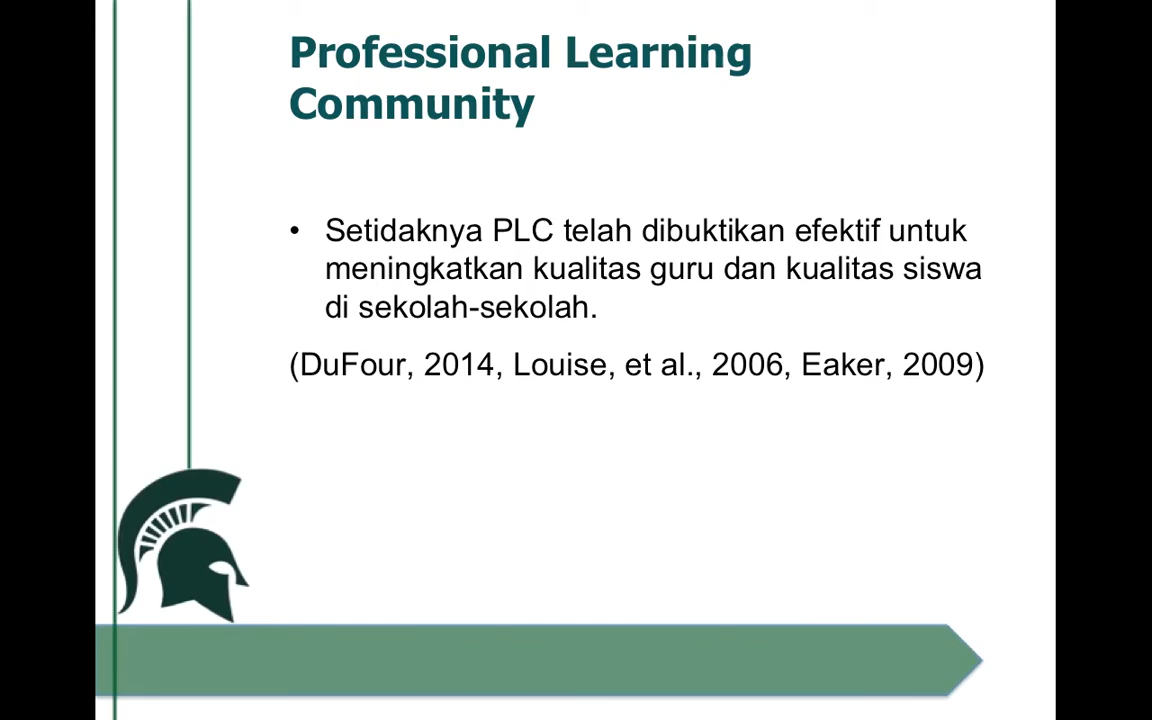 Professional Learning
Community
• Setidaknya PLC telah dibuktikan efektif untuk
meningkatkan kualitas guru dan kualitas siswa
di sekolah-sekolah.
(DuFour, 2014, Louise, et al., 2006, Eaker, 2009)